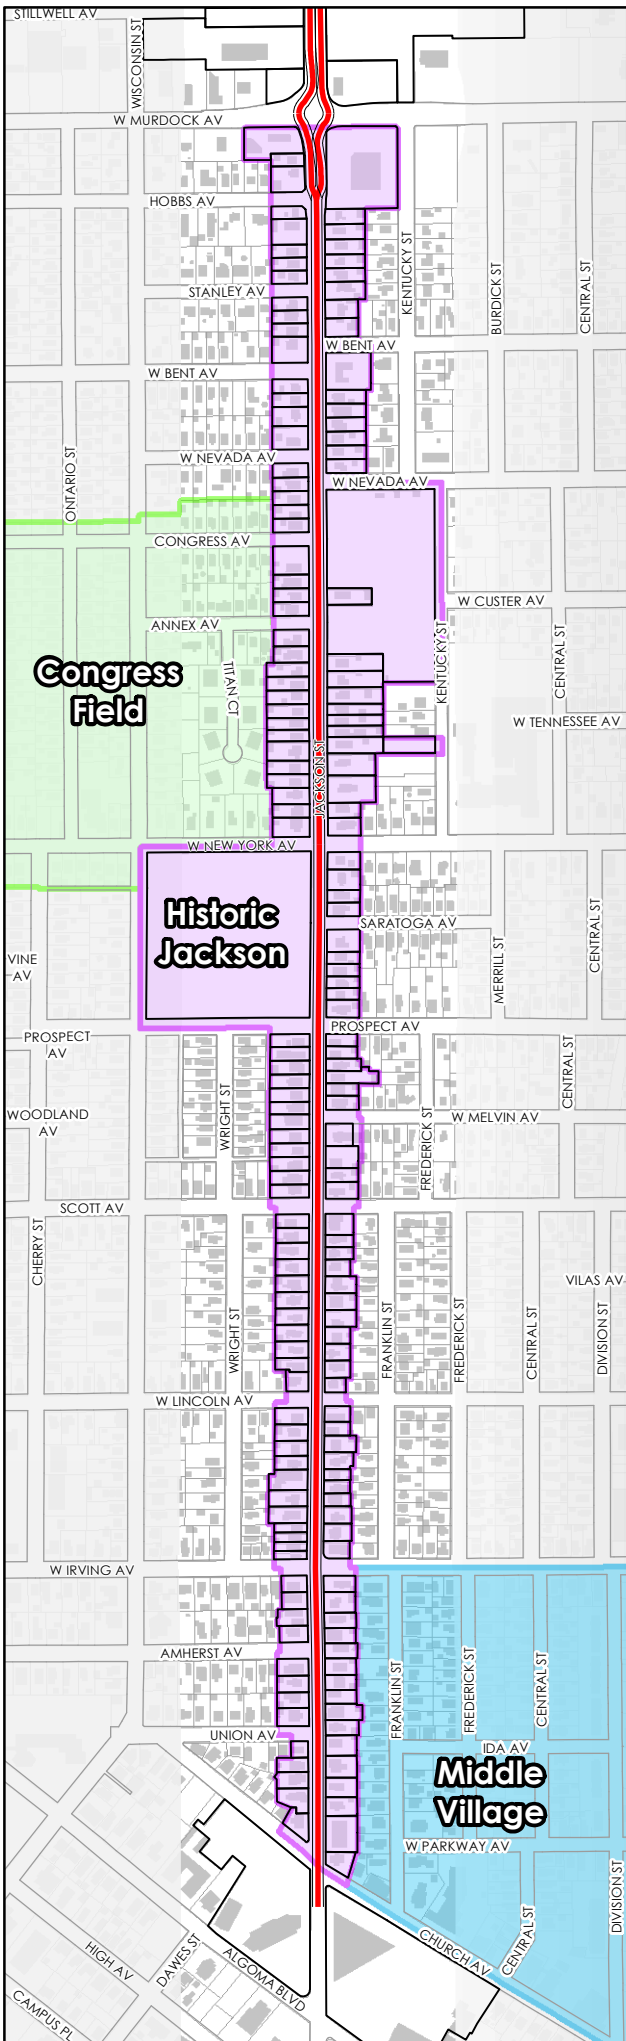 STILLWELL AV
WISCONSIN ST
W MURDOCK AV
HOBBS AV
KENTUCKY ST
BURDICK ST
CENTRAL ST
STANLEY AV
W BENT AV
W BENT AV
ONTARIO ST
W NEVADA AV
W NEVADA AV
CONGRESS AV
W CUSTER AV
ANNEX AV
KENTUCKY ST
CENTRAL ST
Congress
Field
TITAN CT
W TENNESSEE AV
JACKSON ST
W NEW YORK AV
Historic
Jackson
SARATOGA AV
MERRILL ST
CENTRAL ST
VINE
AV
PROSPECT AV
PROSPECT
AV
CENTRAL ST
WOODLAND
AV
WRIGHT ST
W MELVIN AV
FREDERICK ST
SCOTT AV
CHERRY ST
VILAS AV
WRIGHT ST
FRANKLIN ST
FREDERICK ST
CENTRAL ST
DIVISION ST
W LINCOLN AV
W IRVING AV
AMHERST AV
FRANKLIN ST
FREDERICK ST
CENTRAL ST
UNION AV
IDA AV
Middle
Village
W PARKWAY AV
DIVISION ST
CHURCH AV
CENTRAL ST
DAWES ST
ALGOMA BLVD
HIGH AV
CAMPUS PL